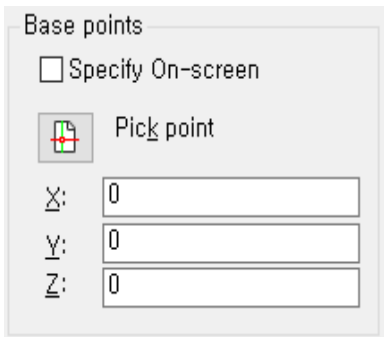 Base points
Specify On-screen
Pick point
X: 0
Y: 0
Z: 0